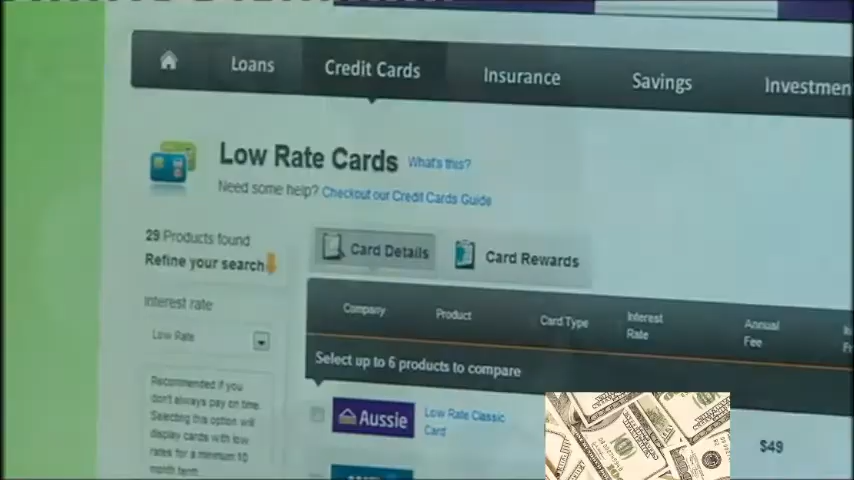 Loans
Credit Cards
Insurance
Savings
Investmen
Low Rate Cards What's this?
Need some help? Checkout our Credit Cards Guide
29 Products found
Refine your search
Card Details
Card Rewards
Interest rate
Low Rate
Company
Product
Card Type
Interest
Rate
Annual
Fee
Select up to 6 products to compare
Recommended if you
don't always pay on time.
Selecting this option will
display cards with low
rates for a minimum 10
month term
Aussie
Low Rate Classic
Card
$49
100